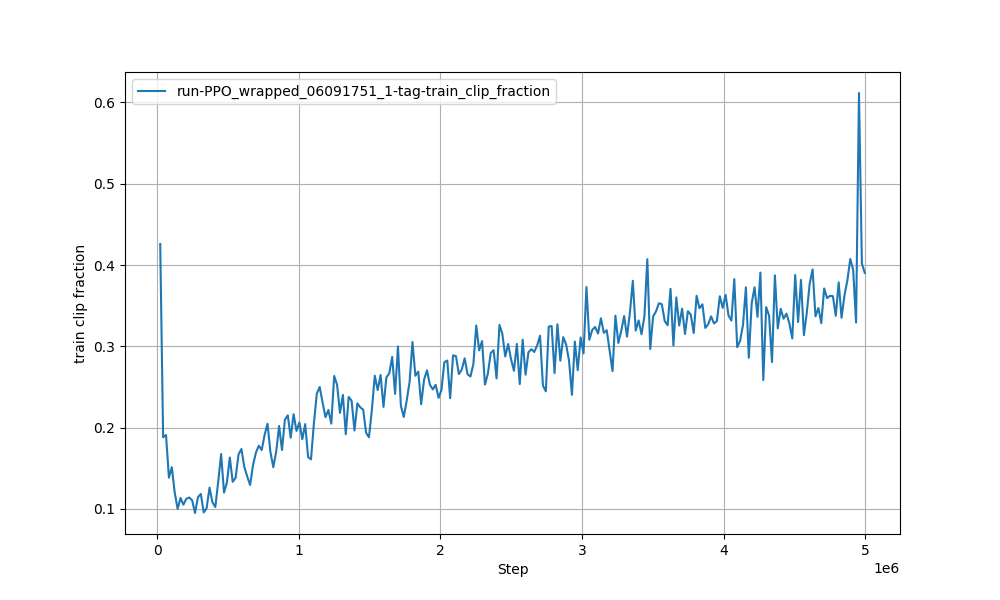 run-PPO_wrapped_06091751_1-tag-train_clip_fraction
0.6
0.5
0.4
0.3
0.2
0.1
train clip fraction
0 1 2 3 4 5
Step
1e6